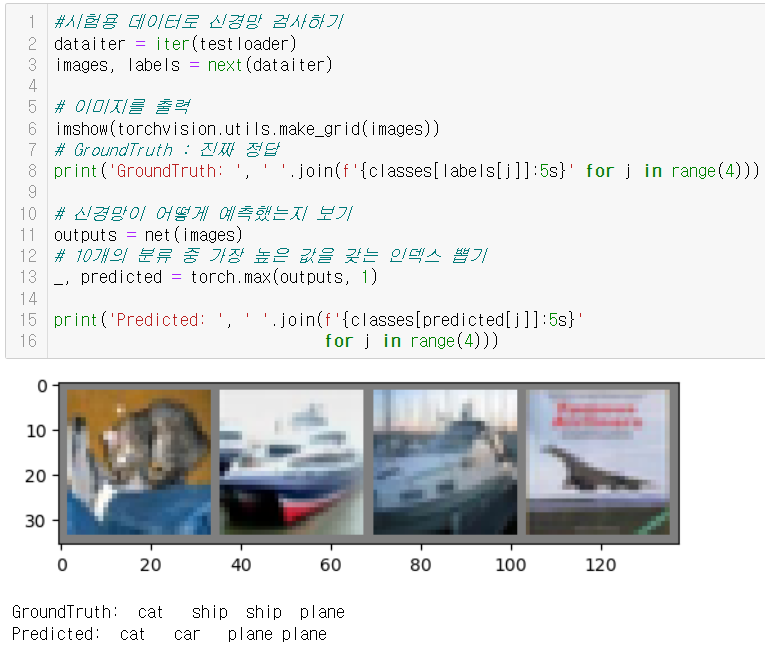 1 #시험용 데이터로 신경망 검사하기
2 dataiter = iter(testloader)
3 images, labels = next(dataiter)
4
5 # 이미지를 출력
6 imshow(torchvision.utils.make_grid(images))
7 # GroundTruth : 진짜 정답
8 print('GroundTruth: ', ' '.join(f'{classes[labels[j]]:5s}' for j in range(4)))
9
10 # 신경망이 어떻게 예측했는지 보기
11 outputs = net(images)
12 # 10개의 분류 중 가장 높은 값을 갖는 인덱스 뽑기
13 _, predicted = torch.max(outputs, 1)
14
15 print('Predicted: ', ' '.join(f'{classes[predicted[j]]:5s}'
16 for j in range(4)))
0
10
20
30
0 20 40 60 80 100 120
GroundTruth: cat ship ship plane
Predicted: cat car plane plane